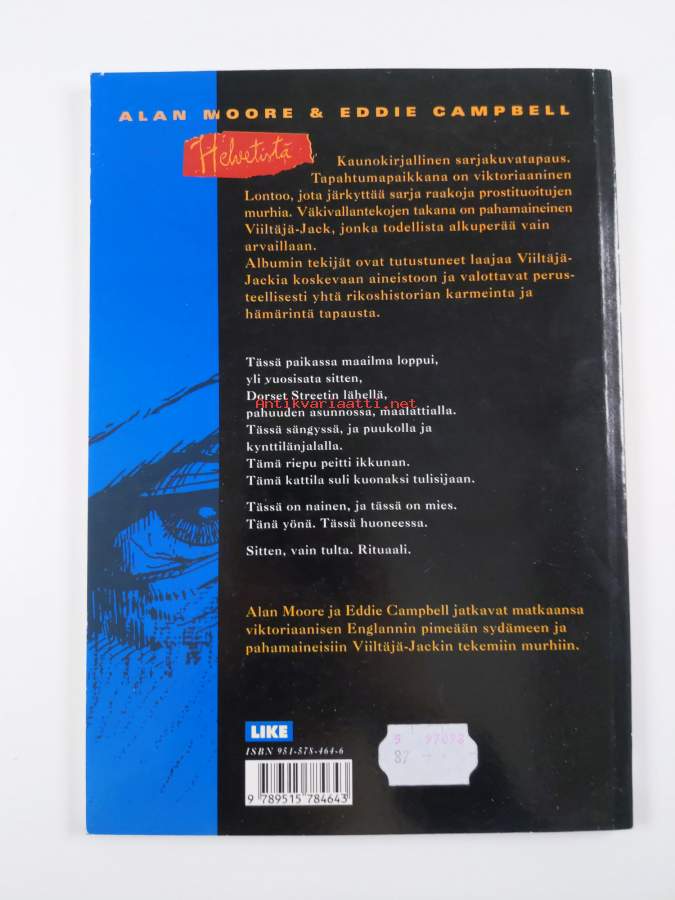 ALAN MOORE & EDDIE CAMPBELL
Helvetistä
Kaunokirjallinen sarjakuvatapaus.
Tapahtumapaikkana on viktoriaaninen
Lontoo, jota järkyttää sarja raakoja prostituoitujen
murhia. Väkivallantekojen takana on pahamaineinen
Viiltäjä-Jack, jonka todellista alkuperää vain
arvaillaan.
Albumin tekijät ovat tutustuneet laajaa Viiltäjä-
Jackia koskevaan aineistoon ja valottavat perus-
teellisesti yhtä rikoshistorian karmeinta ja
hämärintä tapausta.
Tässä paikassa maailma loppui,
yli vuosisata sitten,
Dorset Streetin lähellä,
Antikvariaatti.net
pahuuden asunnossa, maalattialla.
Tässä sängyssä, ja puukolla ja
kynttilänjalalla.
Tämä riepu peitti ikkunan.
Tämä kattila suli kuonaksi tulisijaan.
Tässä on nainen, ja tässä on mies.
Tänä yönä. Tässä huoneessa.
Sitten, vain tulta. Rituaali.
Alan Moore ja Eddie Campbell jatkavat matkaansa
viktoriaanisen Englannin pimeään sydämeen ja
pahamaineisiin Viiltäjä-Jackin tekemiin murhiin.
LIKE
ISBN 951-578-464-6
9 789515 784643
87 - -